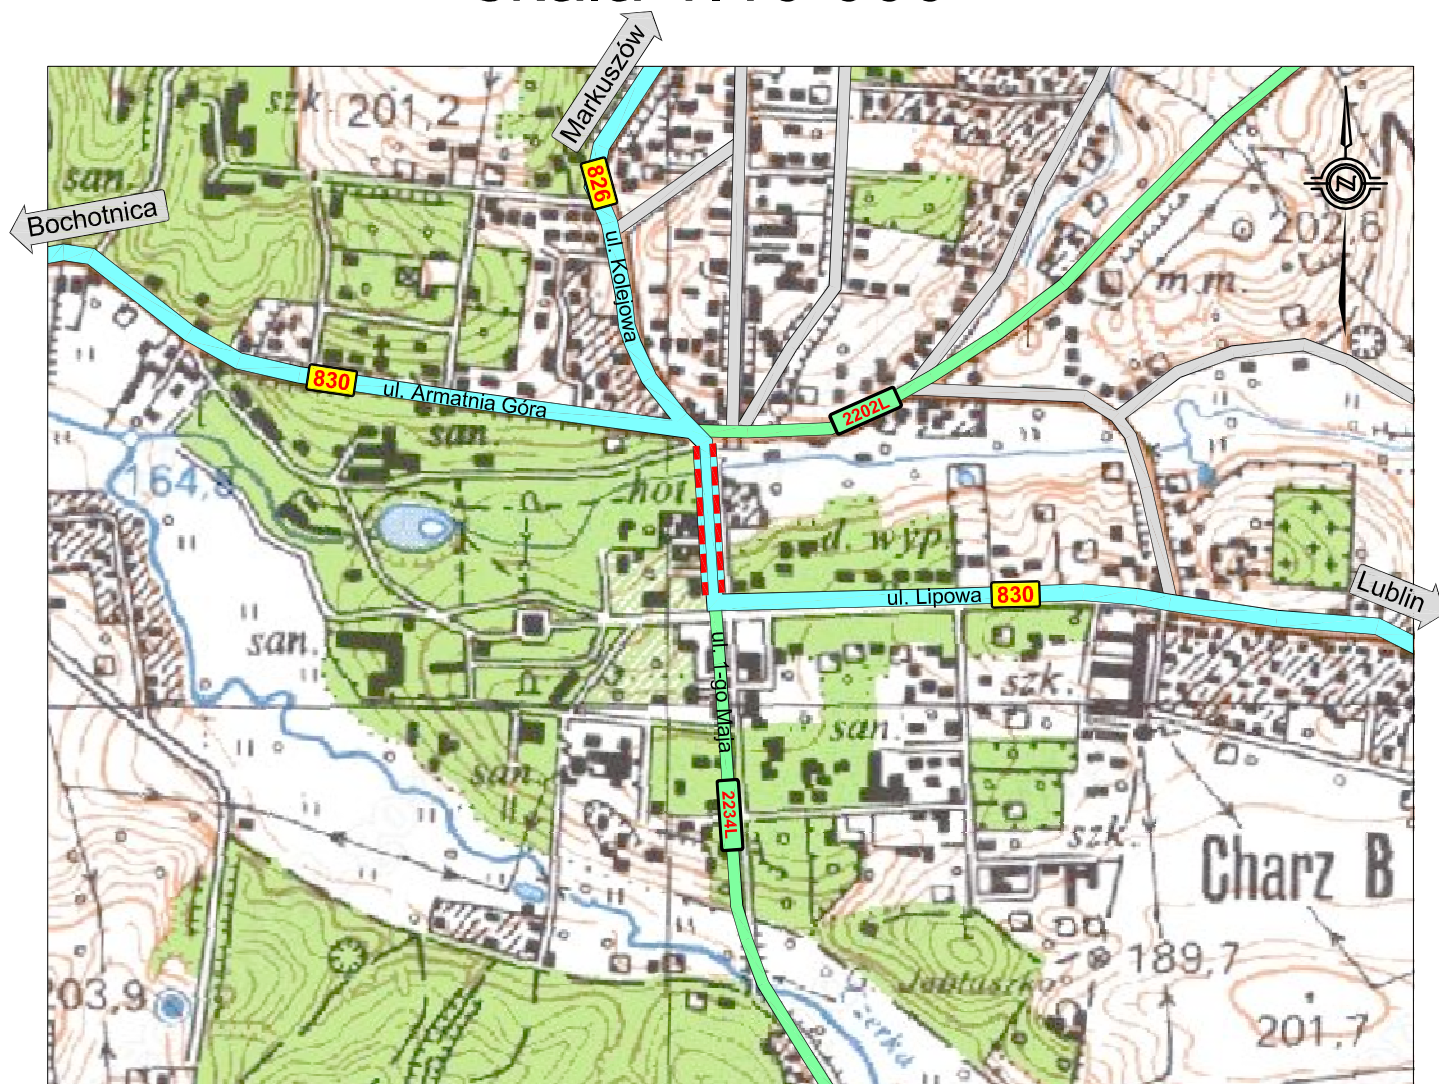 Markuszów
szk.
201,2
san.
826
Bochotnica
N
Z
202,6
m.m.
ul. Kolejowa
830
ul. Armatnia Góra
2202L
san.
164,8
hot.
d. wyp.
Lublin
ul. Lipowa
830
san.
ul. 1-go Maja
szk.
san.
san.
2234L
szk.
Charz B
189,7
203,9
201,7